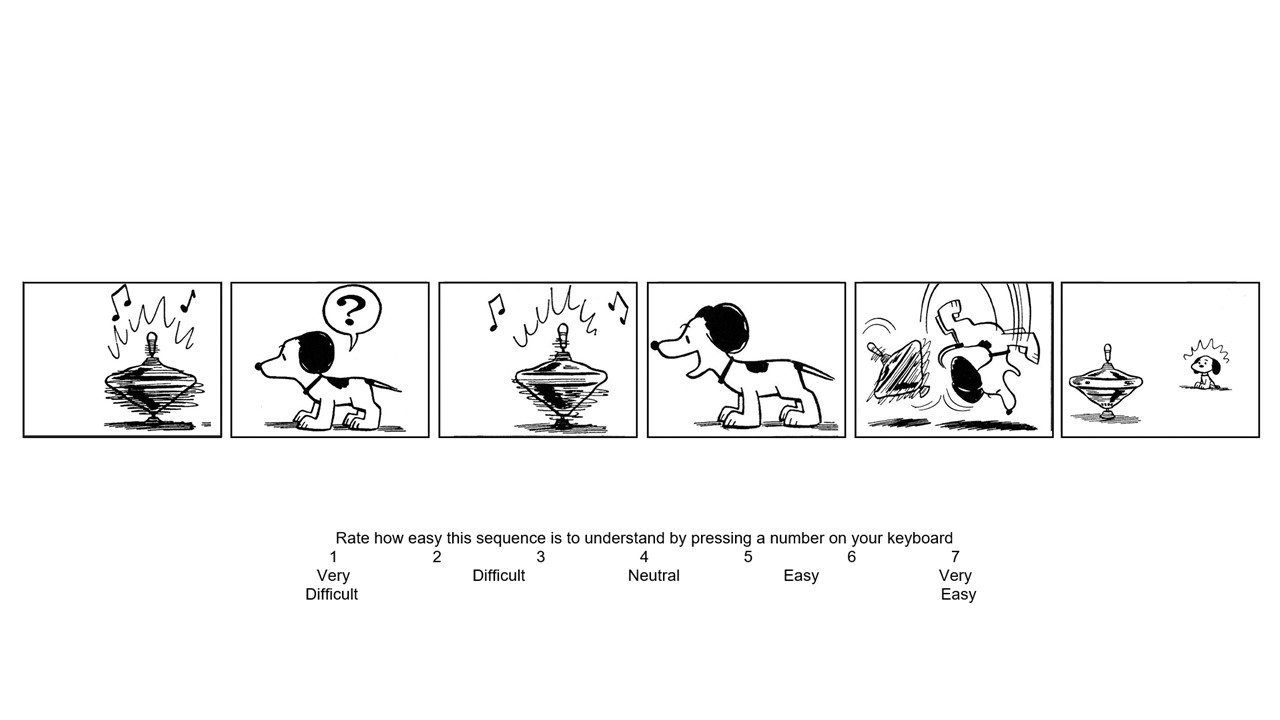 ?
Rate how easy this sequence is to understand by pressing a number on your keyboard
1 2 3 4 5 6 7
Very Difficult Neutral Easy Very
Difficult Easy